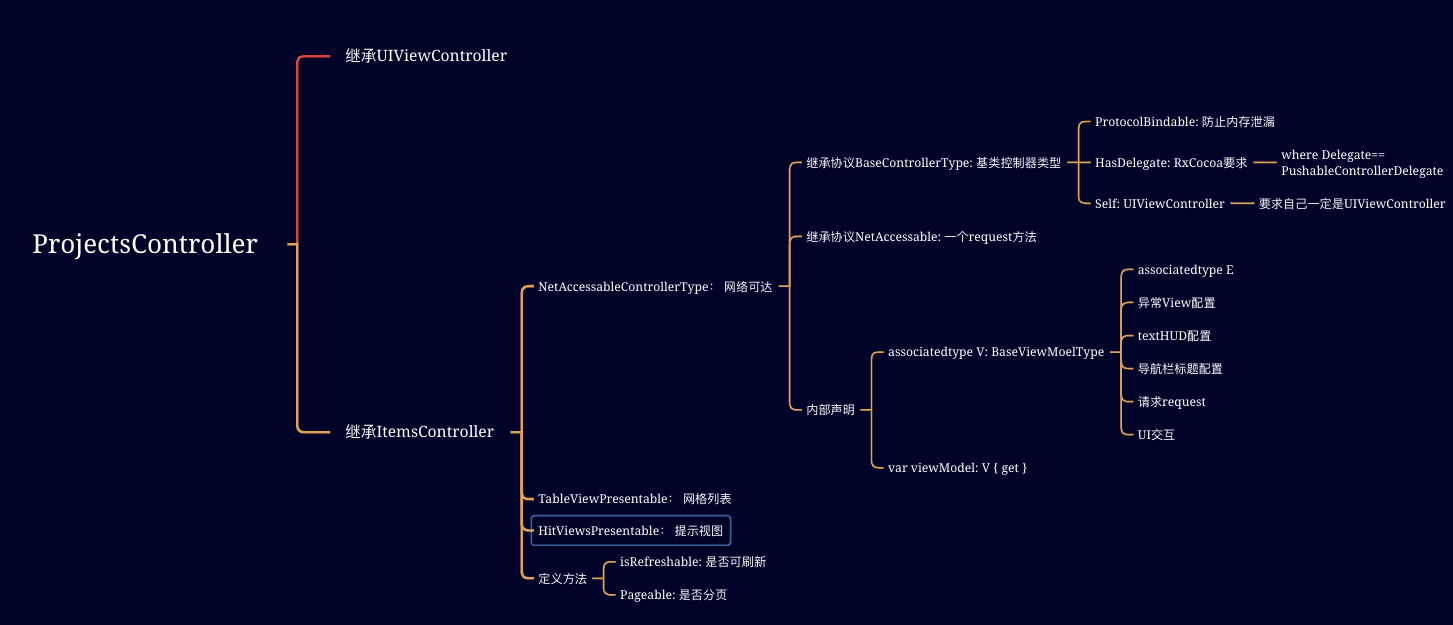 ProjectsController
继承UIViewController
继承ItemsController
NetAccessableControllerType： 网络可达
继承协议BaseControllerType: 基类控制器类型
ProtocolBindable: 防止内存泄漏
HasDelegate: RxCocoa要求
where Delegate==
PushableControllerDelegate
Self: UIViewController
要求自己一定是UIViewController
继承协议NetAccessable: 一个request方法
内部声明
associatedtype V: BaseViewMoelType
associatedtype E
异常View配置
textHUD配置
导航栏标题配置
请求request
UI交互
var viewModel: V { get }
TableViewPresentable： 网格列表
HitViewsPresentable： 提示视图
定义方法
isRefreshable: 是否可刷新
Pageable: 是否分页